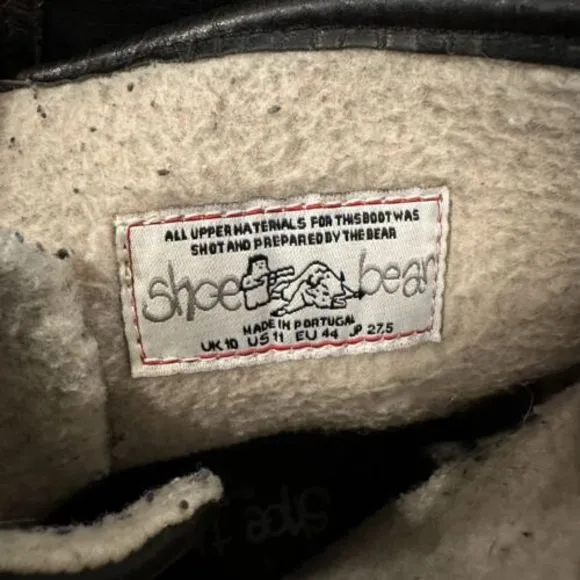 ALL UPPER MATERIALS FOR THIS BOOT WAS
SHOT AND PREPARED BY THE BEAR
shoe bear
MADE IN PORTUGAL
UK 10 US 11 EU 44 JP 27,5
Shoe